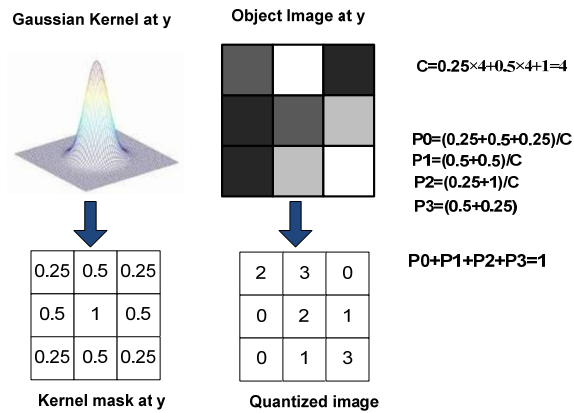 Gaussian Kernel at y
Object Image at y
C=0.25×4+0.5×4+1=4
P0=(0.25+0.5+0.25)/C
P1=(0.5+0.5)/C
P2=(0.25+1)/C
P3=(0.5+0.25)
P0+P1+P2+P3=1
0.25 0.5 0.25
0.5 1 0.5
0.25 0.5 0.25
Kernel mask at y
2 3 0
0 2 1
0 1 3
Quantized image